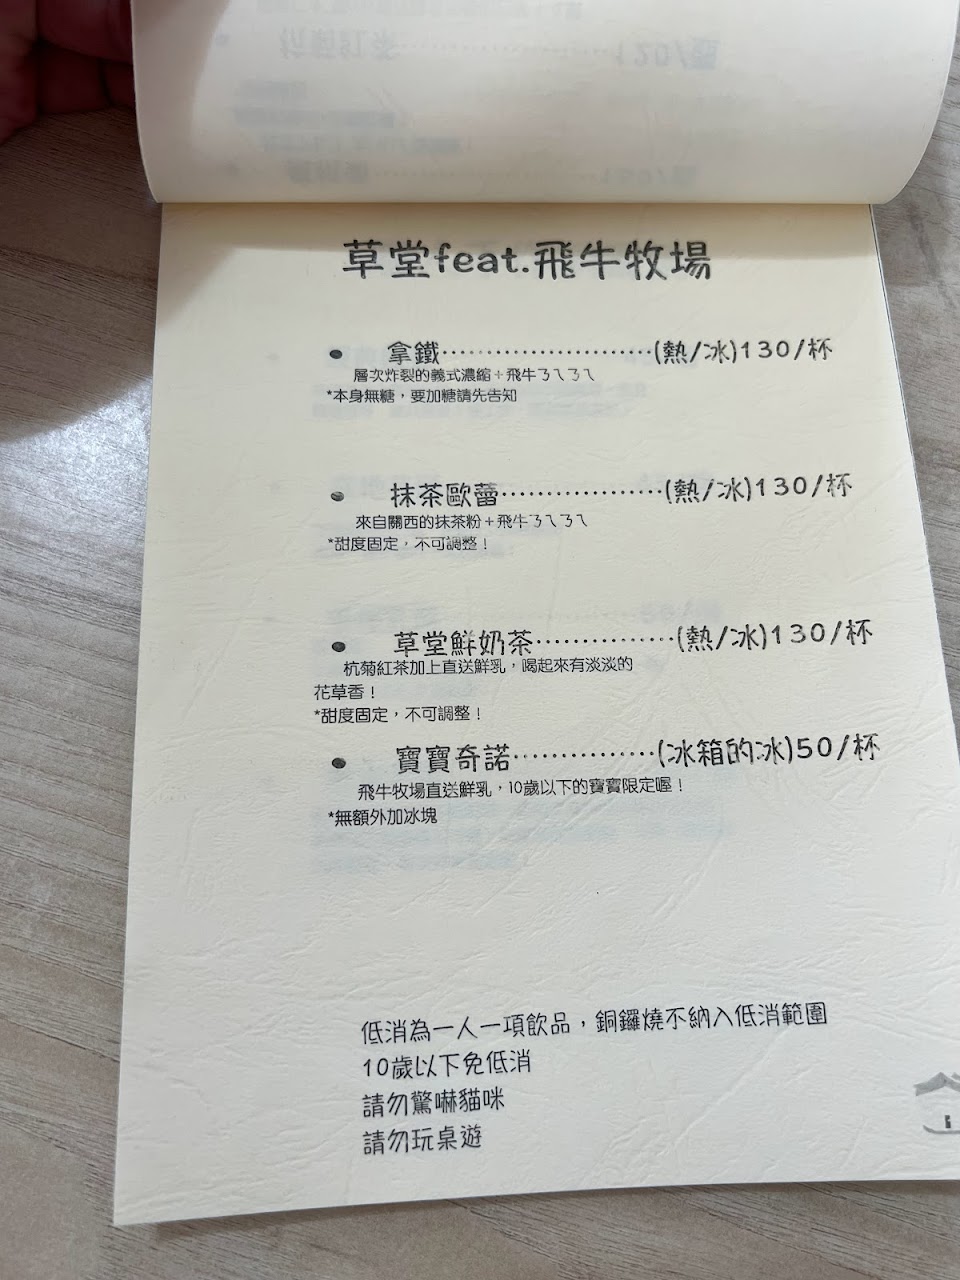 草堂feat.飛牛牧場
● 拿鐵························(熱/冰)130/杯
層次炸裂的義式濃縮+飛牛ㄋㄟㄋㄟ
*本身無糖，要加糖請先告知
● 抹茶歐蕾··················(熱/冰)130/杯
來自關西的抹茶粉+飛牛ㄋㄟㄋㄟ
*甜度固定，不可調整！
● 草堂鮮奶茶···············(熱/冰)130/杯
杭菊紅茶加上直送鮮乳，喝起來有淡淡的
花草香！
*甜度固定，不可調整！
● 寶寶奇諾················(冰箱的冰)50/杯
飛牛牧場直送鮮乳，10歲以下的寶寶限定喔！
*無額外加冰塊
低消為一人一項飲品，銅鑼燒不納入低消範圍
10歲以下免低消
請勿驚嚇貓咪
請勿玩桌遊